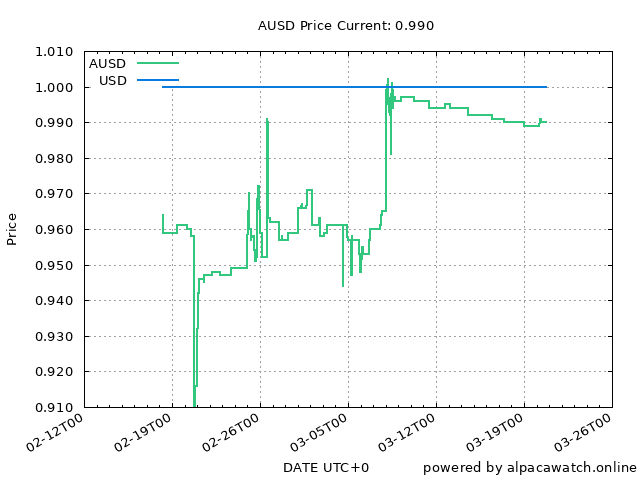 AUSD Price Current: 0.990
1.010
1.000
0.990
0.980
0.970
0.960
0.950
0.940
0.930
0.920
0.910
Price
AUSD
USD
02-12T00
02-19T00
02-26T00
03-05T00
03-12T00
03-19T00
03-26T00
DATE UTC+0
powered by alpacawatch.online